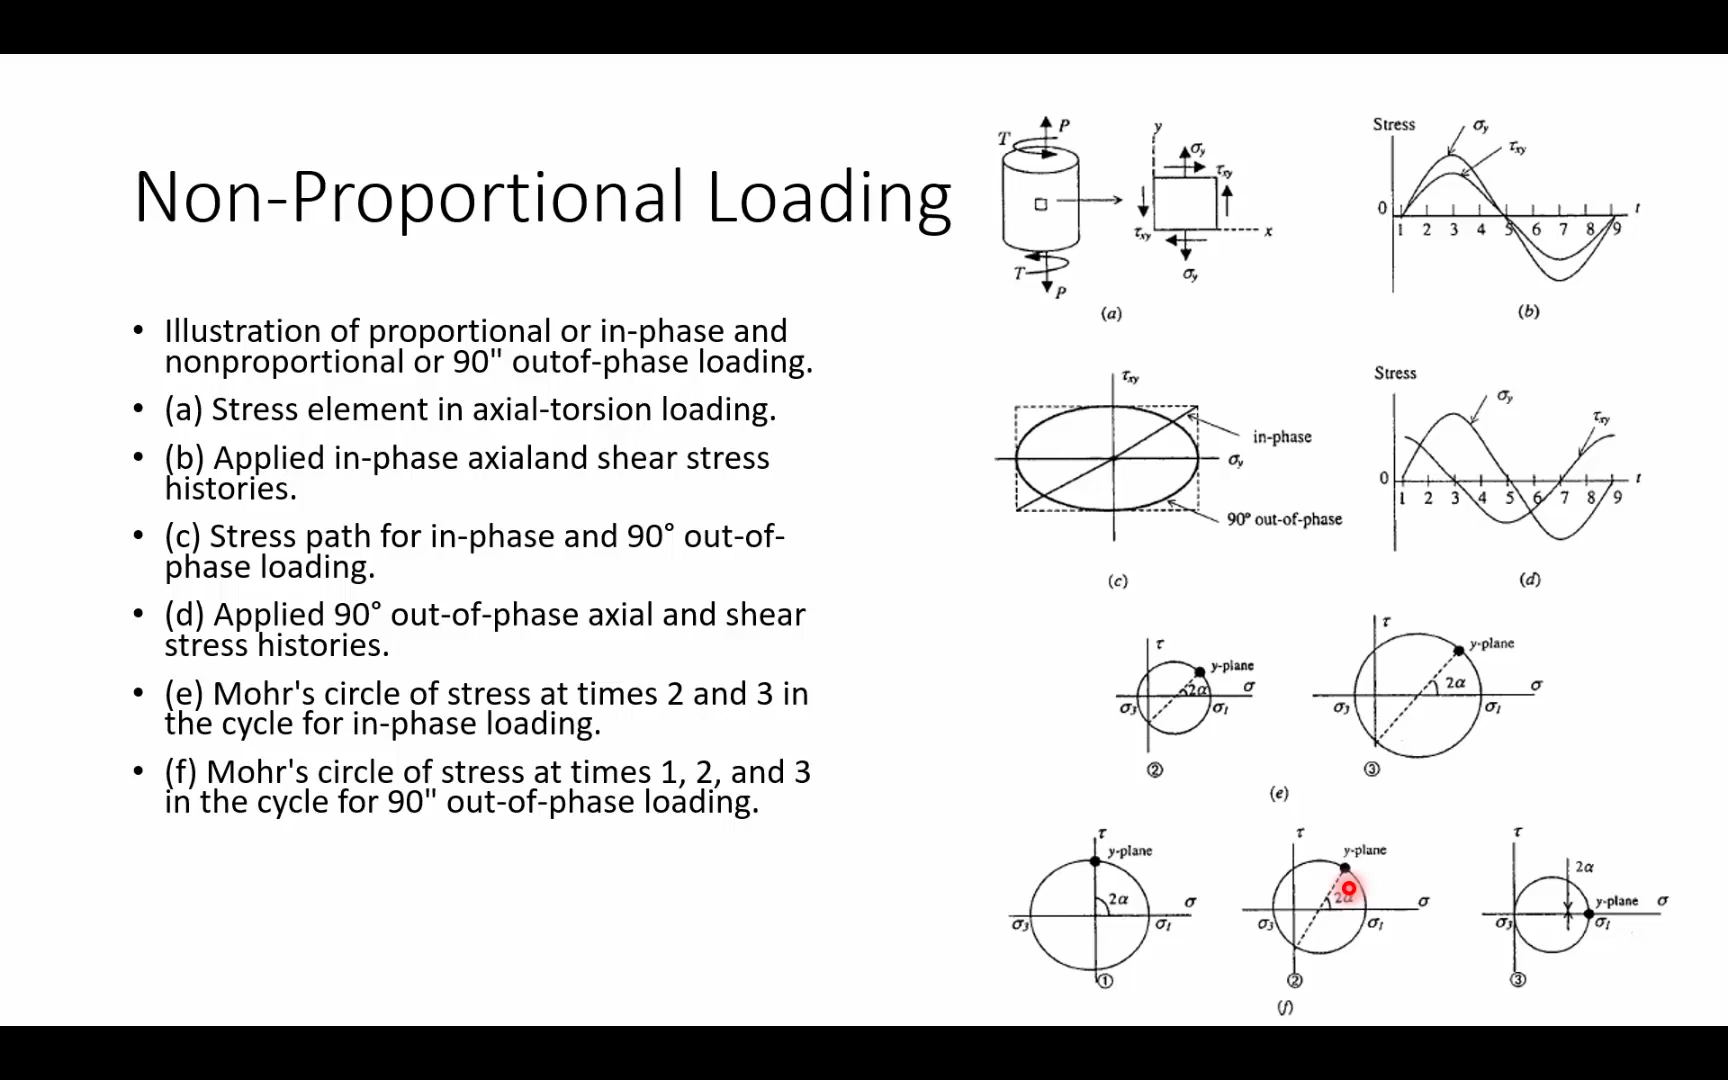 Non-Proportional Loading
• Illustration of proportional or in-phase and
nonproportional or 90" outof-phase loading.
• (a) Stress element in axial-torsion loading.
• (b) Applied in-phase axialand shear stress
histories.
• (c) Stress path for in-phase and 90° out-of-
phase loading.
• (d) Applied 90° out-of-phase axial and shear
stress histories.
• (e) Mohr's circle of stress at times 2 and 3 in
the cycle for in-phase loading.
• (f) Mohr's circle of stress at times 1, 2, and 3
in the cycle for 90" out-of-phase loading.
T P
y
σy
τxy
τxy
x
σy
T
P
(a)
Stress
σy
τxy
0
t
1 2 3 4 5 6 7 8 9
(b)
τxy
in-phase
σy
90° out-of-phase
(c)
Stress
σy
τxy
0
t
1 2 3 4 5 6 7 8 9
(d)
τ
y-plane
2α
σ
σ3
σ1
②
τ
y-plane
2α
σ
σ3
σ1
③
(e)
τ
y-plane
2α
σ
σ3
σ1
①
τ
y-plane
2α
σ
σ3
σ1
②
τ
2α
y-plane
σ
σ3
σ1
③
(f)